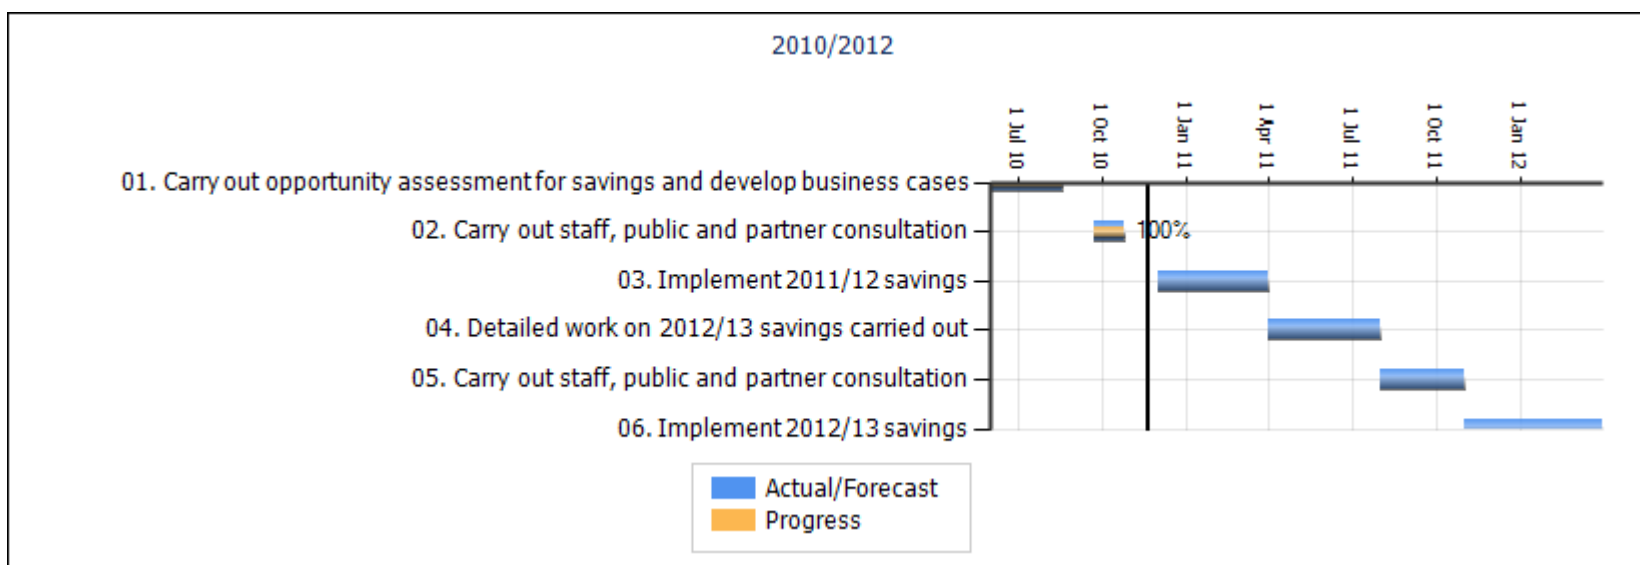 2010/2012
1 Jul 10
1 Oct 10
1 Jan 11
1 Apr 11
1 Jul 11
1 Oct 11
1 Jan 12
01. Carry out opportunity assessment for savings and develop business cases
02. Carry out staff, public and partner consultation
100%
03. Implement 2011/12 savings
04. Detailed work on 2012/13 savings carried out
05. Carry out staff, public and partner consultation
06. Implement 2012/13 savings
Actual/Forecast
Progress